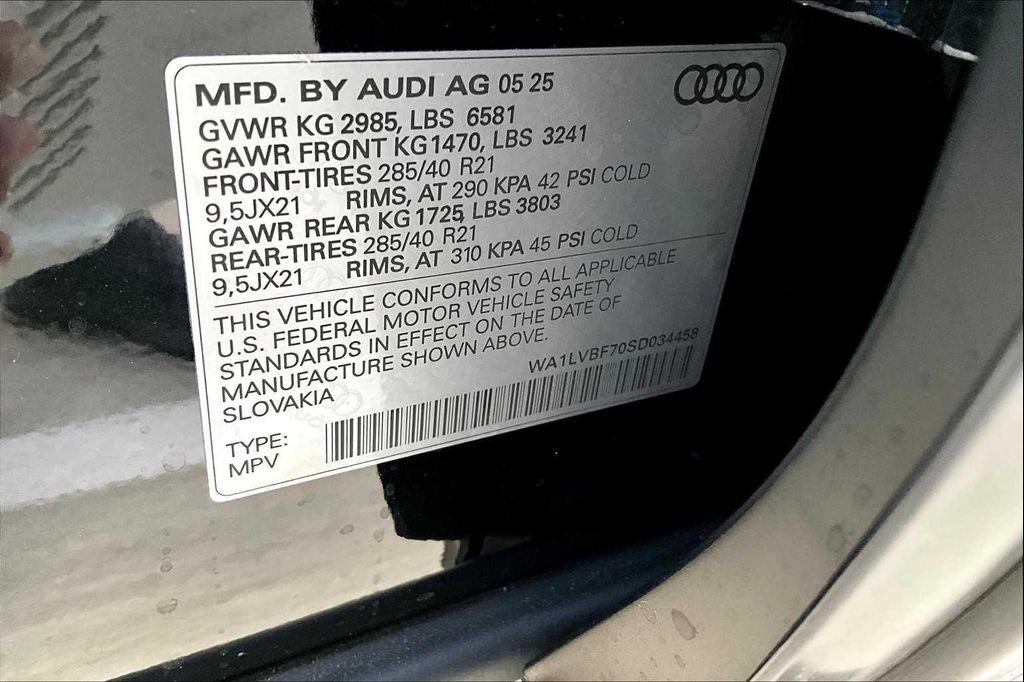 MFD. BY AUDI AG 05 25
GVWR KG 2985, LBS 6581
GAWR FRONT KG1470, LBS 3241
FRONT-TIRES 285/40 R21
9,5JX21 RIMS, AT 290 KPA 42 PSI COLD
GAWR REAR KG 1725, LBS 3803
REAR-TIRES 285/40 R21
9,5JX21 RIMS, AT 310 KPA 45 PSI COLD
THIS VEHICLE CONFORMS TO ALL APPLICABLE
U.S. FEDERAL MOTOR VEHICLE SAFETY
STANDARDS IN EFFECT ON THE DATE OF
MANUFACTURE SHOWN ABOVE.
SLOVAKIA
WA1LVBF70SD034458
TYPE:
MPV